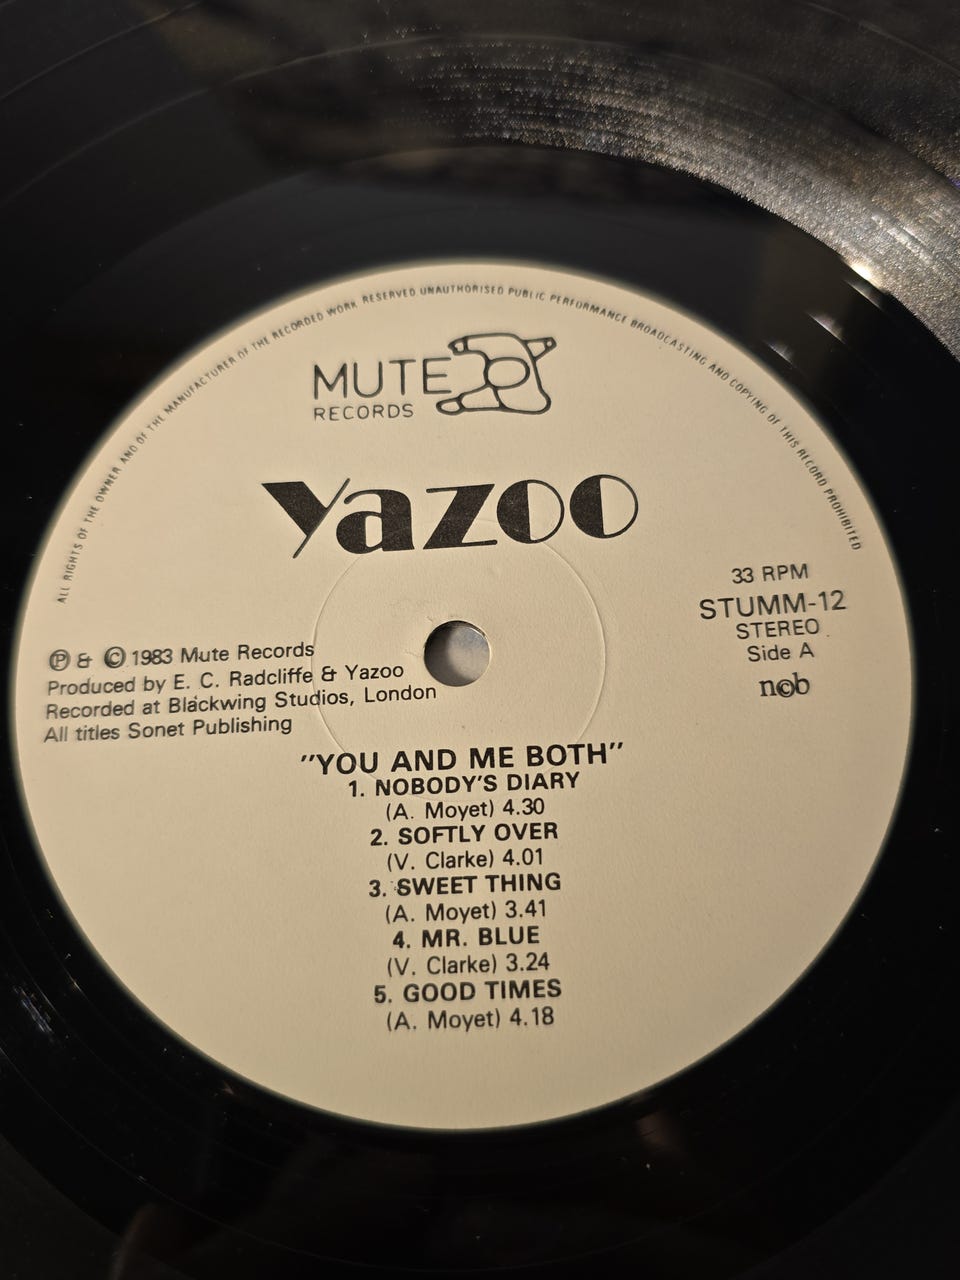 ALL RIGHTS OF THE OWNER AND OF THE MANUFACTURER OF THE RECORDED WORK RESERVED UNAUTHORISED PUBLIC PERFORMANCE BROADCASTING AND COPYING OF THIS RECORD PROHIBITED
MUTE
RECORDS
yazoo
33 RPM
STUMM-12
STEREO
Side A
n©b
Ⓟ & © 1983 Mute Records
Produced by E. C. Radcliffe & Yazoo
Recorded at Blackwing Studios, London
All titles Sonet Publishing
"YOU AND ME BOTH"
1. NOBODY'S DIARY
(A. Moyet) 4.30
2. SOFTLY OVER
(V. Clarke) 4.01
3. SWEET THING
(A. Moyet) 3.41
4. MR. BLUE
(V. Clarke) 3.24
5. GOOD TIMES
(A. Moyet) 4.18